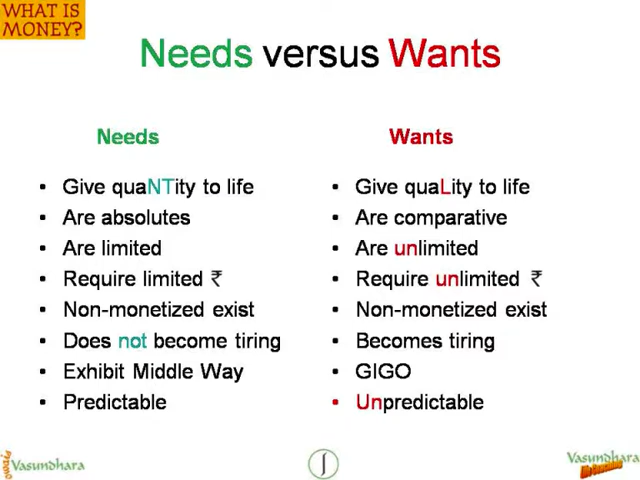 WHAT IS
MONEY?
Needs versus Wants
Needs
• Give quaNTity to life
• Are absolutes
• Are limited
• Require limited ₹
• Non-monetized exist
• Does not become tiring
• Exhibit Middle Way
• Predictable
Wants
• Give quaLity to life
• Are comparative
• Are unlimited
• Require unlimited ₹
• Non-monetized exist
• Becomes tiring
• GIGO
• Unpredictable
Vasundhara
Vasundhara